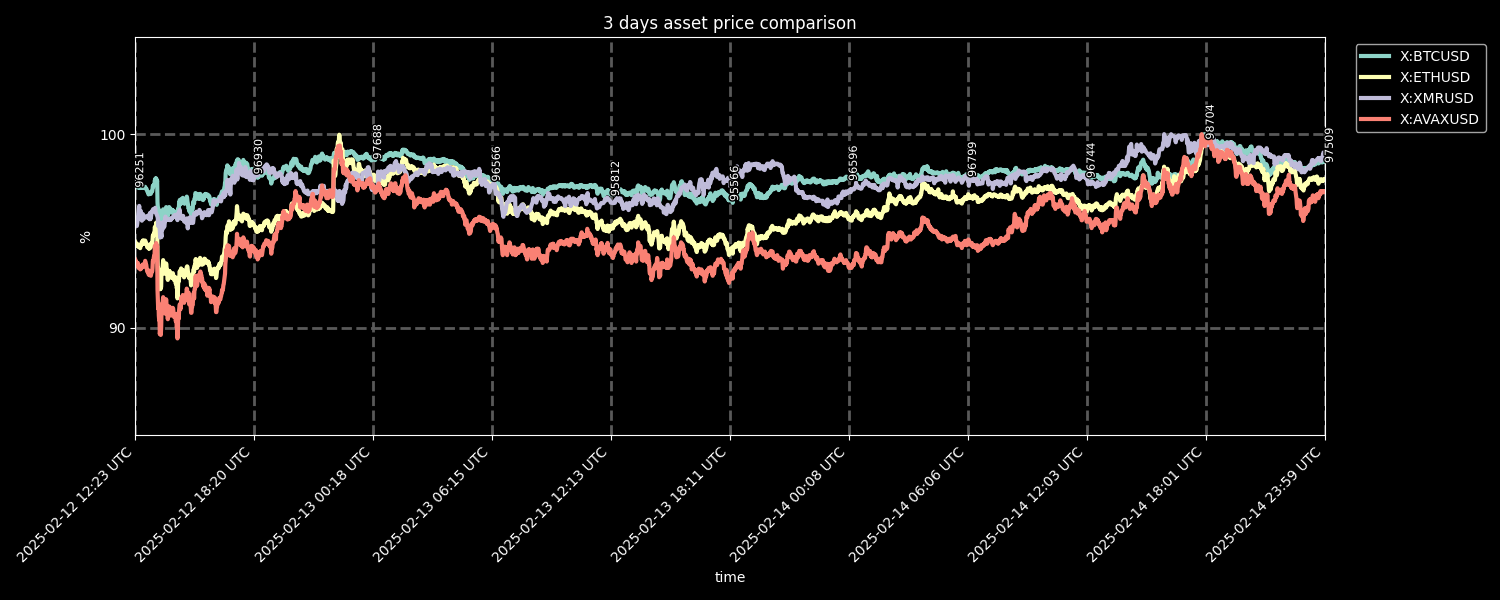 3 days asset price comparison
X:BTCUSD
X:ETHUSD
X:XMRUSD
X:AVAXUSD
100
90
%
96251
96930
97688
96566
95812
95566
96596
96799
96744
98704
97509
2025-02-12 12:23 UTC
2025-02-12 18:20 UTC
2025-02-13 00:18 UTC
2025-02-13 06:15 UTC
2025-02-13 12:13 UTC
2025-02-13 18:11 UTC
2025-02-14 00:08 UTC
2025-02-14 06:06 UTC
2025-02-14 12:03 UTC
2025-02-14 18:01 UTC
2025-02-14 23:59 UTC
time